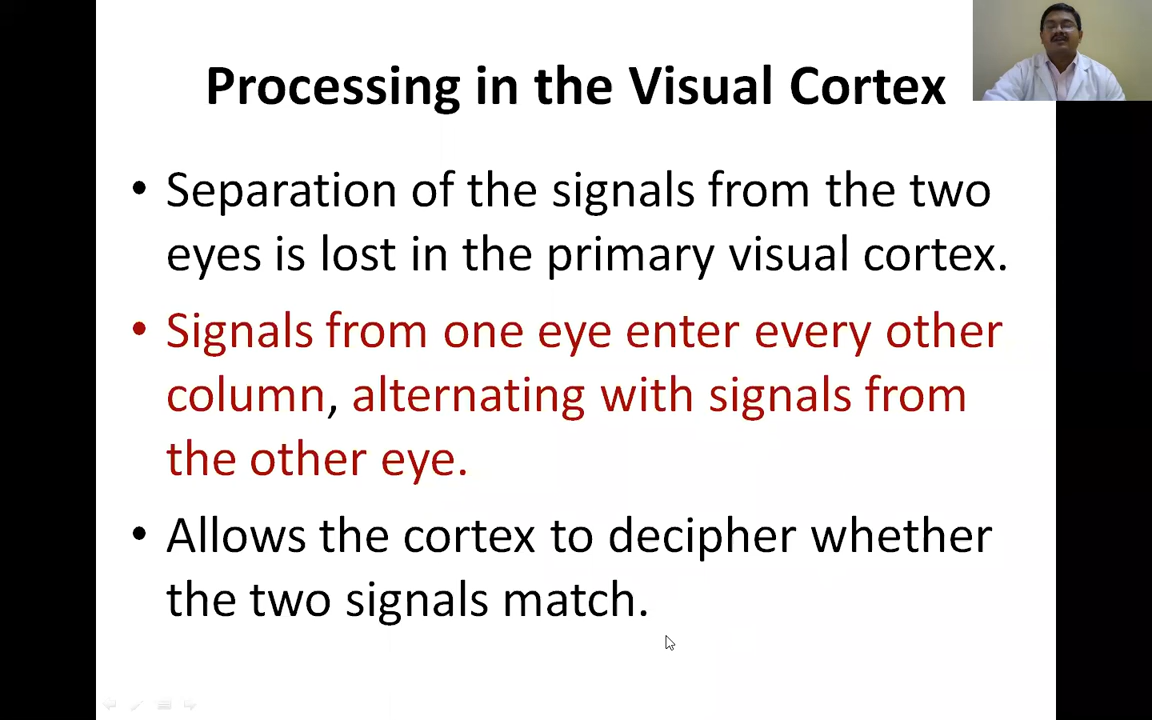 Processing in the Visual Cortex
• Separation of the signals from the two
eyes is lost in the primary visual cortex.
• Signals from one eye enter every other
column, alternating with signals from
the other eye.
• Allows the cortex to decipher whether
the two signals match.